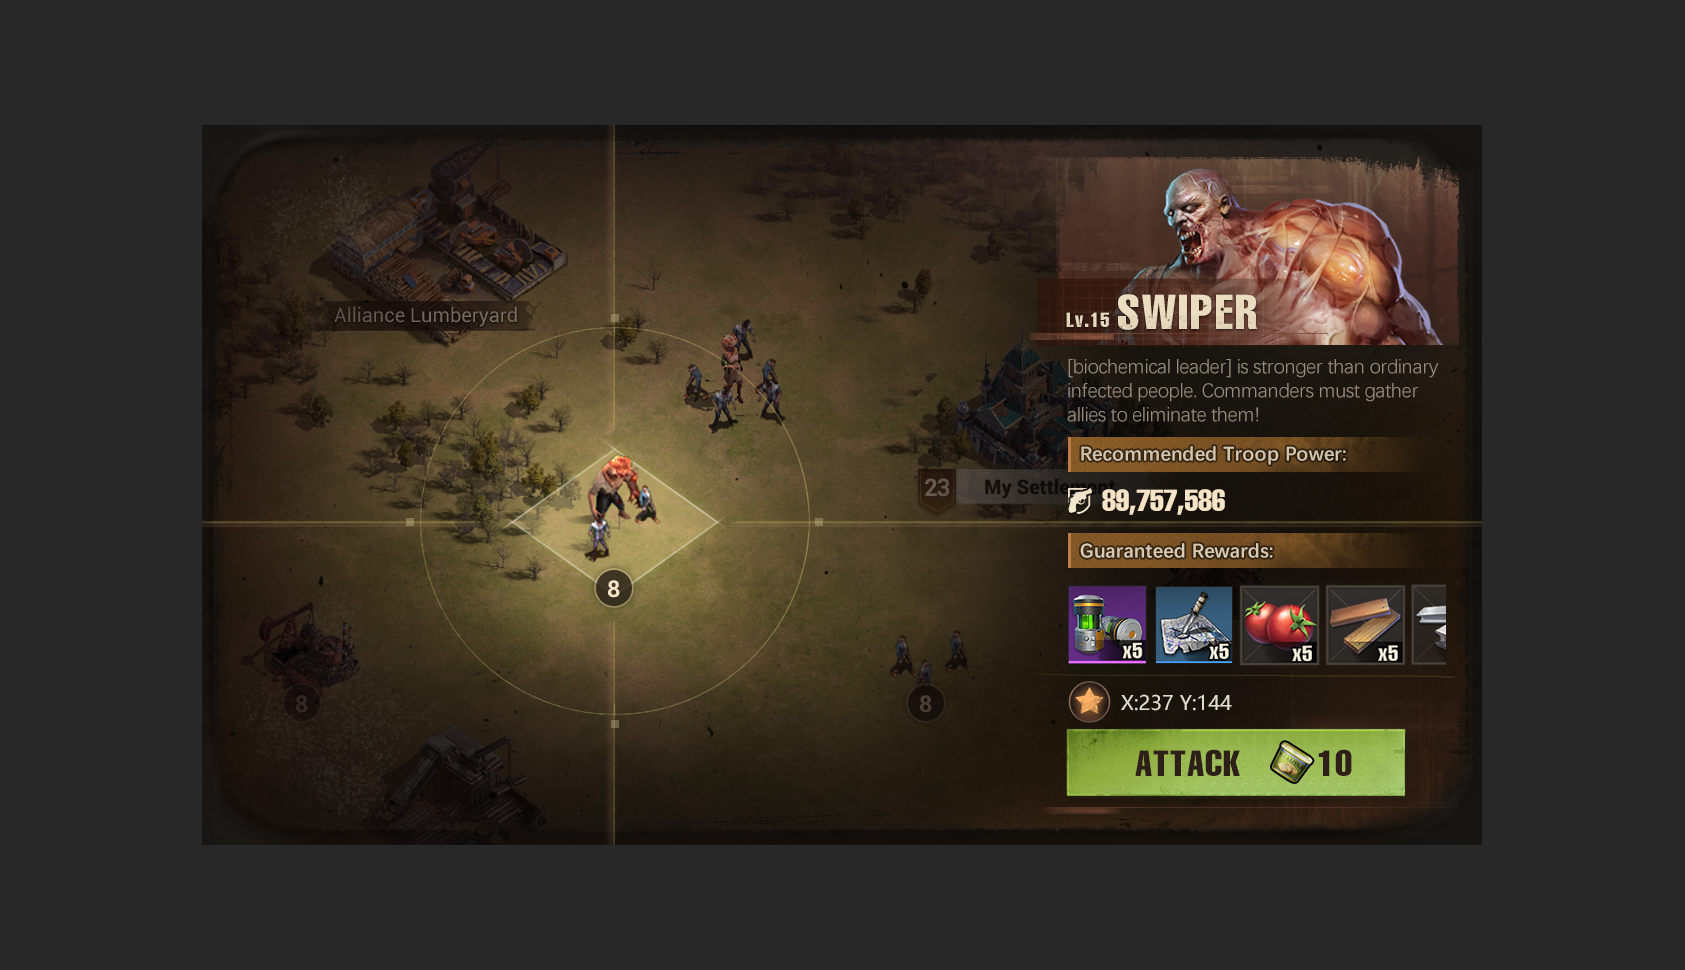 Alliance Lumberyard
Lv.15 SWIPER
[biochemical leader] is stronger than ordinary
infected people. Commanders must gather
allies to eliminate them!
Recommended Troop Power:
23 My Settlement
89,757,586
Guaranteed Rewards:
8
x5 x5 x5 x5
8
8
X:237 Y:144
ATTACK 10